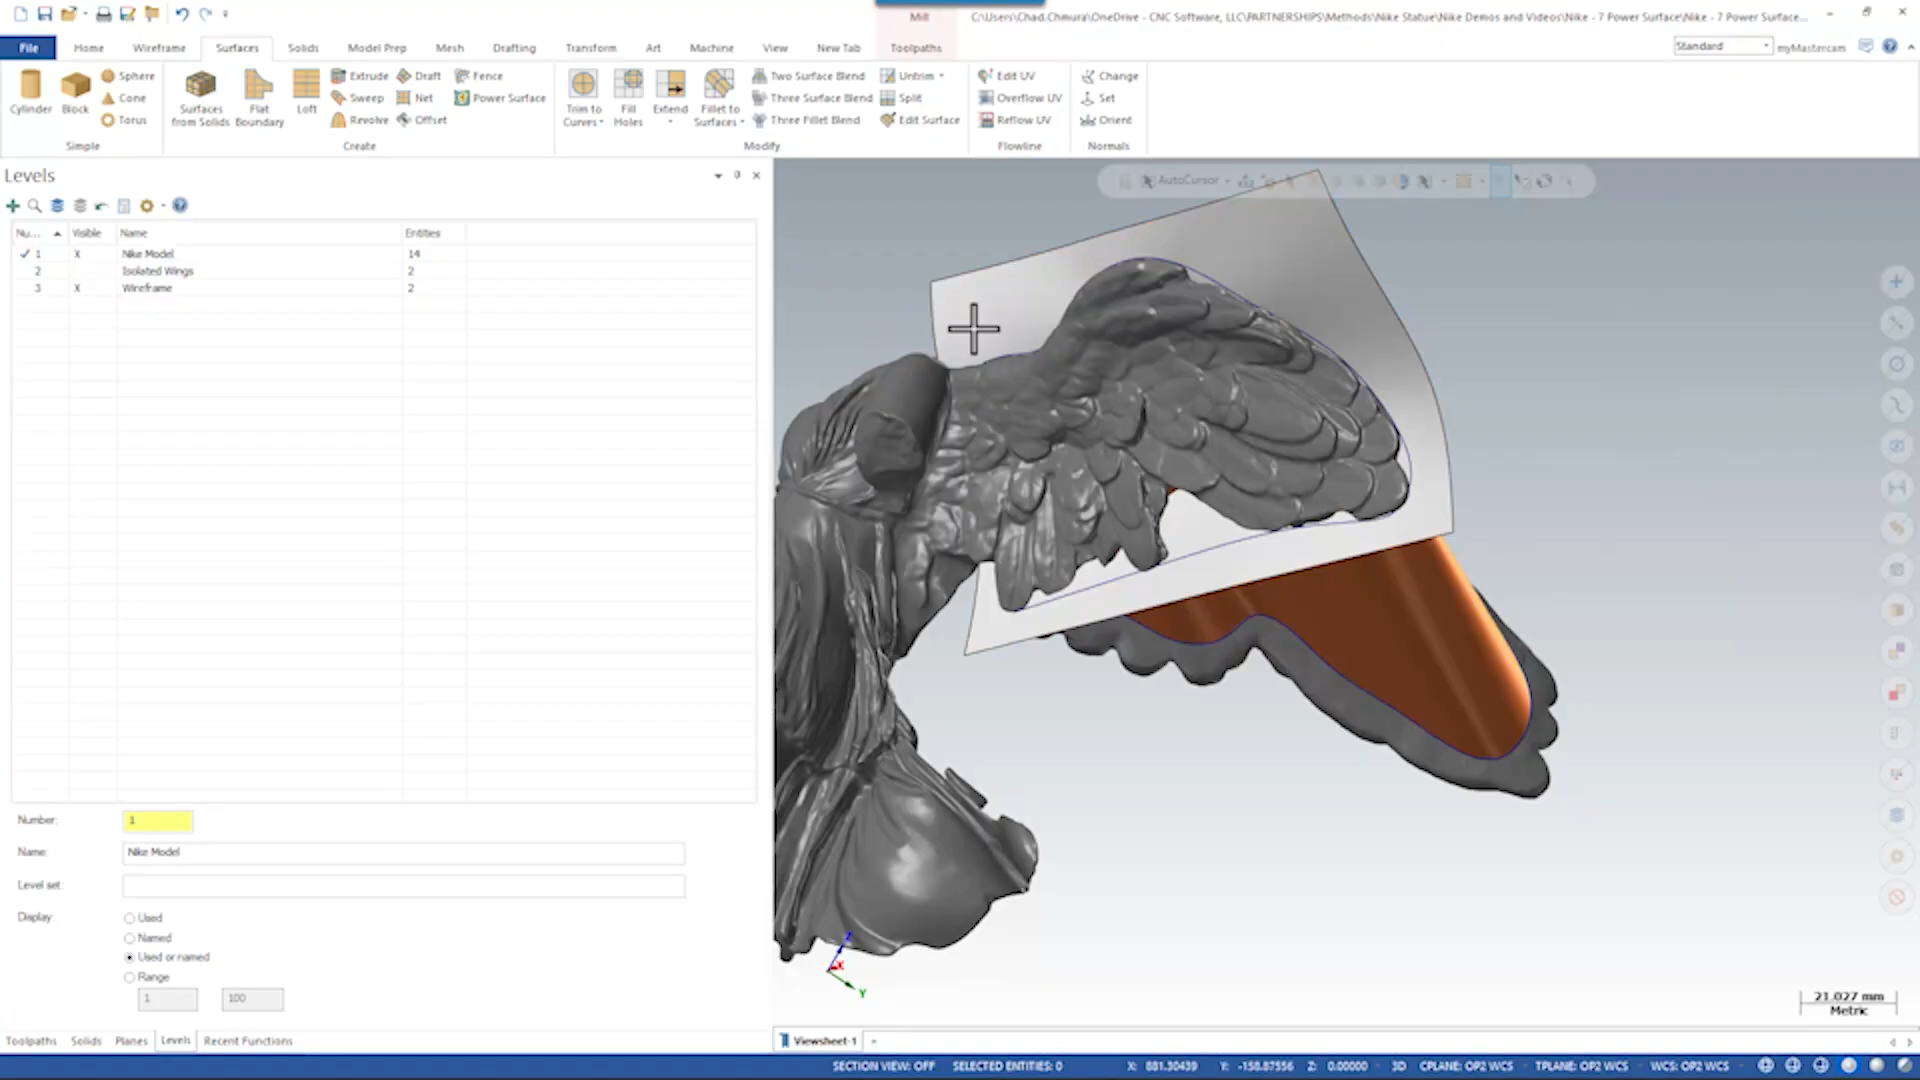 Mill
C:\Users\Chad.Chmura\OneDrive - CNC Software, LLC\PARTNERSHIPS\Methods\Nike Statue\Nike Demos and Videos\Nike - 7 Power Surface\Nike - 7 Power Surface...
File Home Wireframe Surfaces Solids Model Prep Mesh Drafting Transform Art Machine View New Tab Toolpaths
Standard myMastercam
Cylinder Block Sphere Cone Torus
Simple
Surfaces from Solids Flat Boundary Loft Extrude Sweep Revolve Draft Net Offset Fence Power Surface
Create
Trim to Curves Fill Holes Extend Fillet to Surfaces Two Surface Blend Three Surface Blend Three Fillet Blend Untrim Split Edit Surface
Modify
Edit UV Overflow UV Reflow UV
Flowline
Change Set Orient
Normals
Levels
AutoCursor
Nu... Visible Name Entities
1 X Nike Model 14
2 Isolated Wings 2
3 X Wireframe 2
Number: 1
Name: Nike Model
Level set:
Display: Used
Named
Used or named
Range
1 100
Z
X
Y
21.027 mm
Metric
Toolpaths Solids Planes Levels Recent Functions
Viewsheet-1
SECTION VIEW: OFF SELECTED ENTITIES: 0 X: 881.30439 Y: -158.87556 Z: 0.00000 3D CPLANE: OP2 WCS TPLANE: OP2 WCS WCS: OP2 WCS